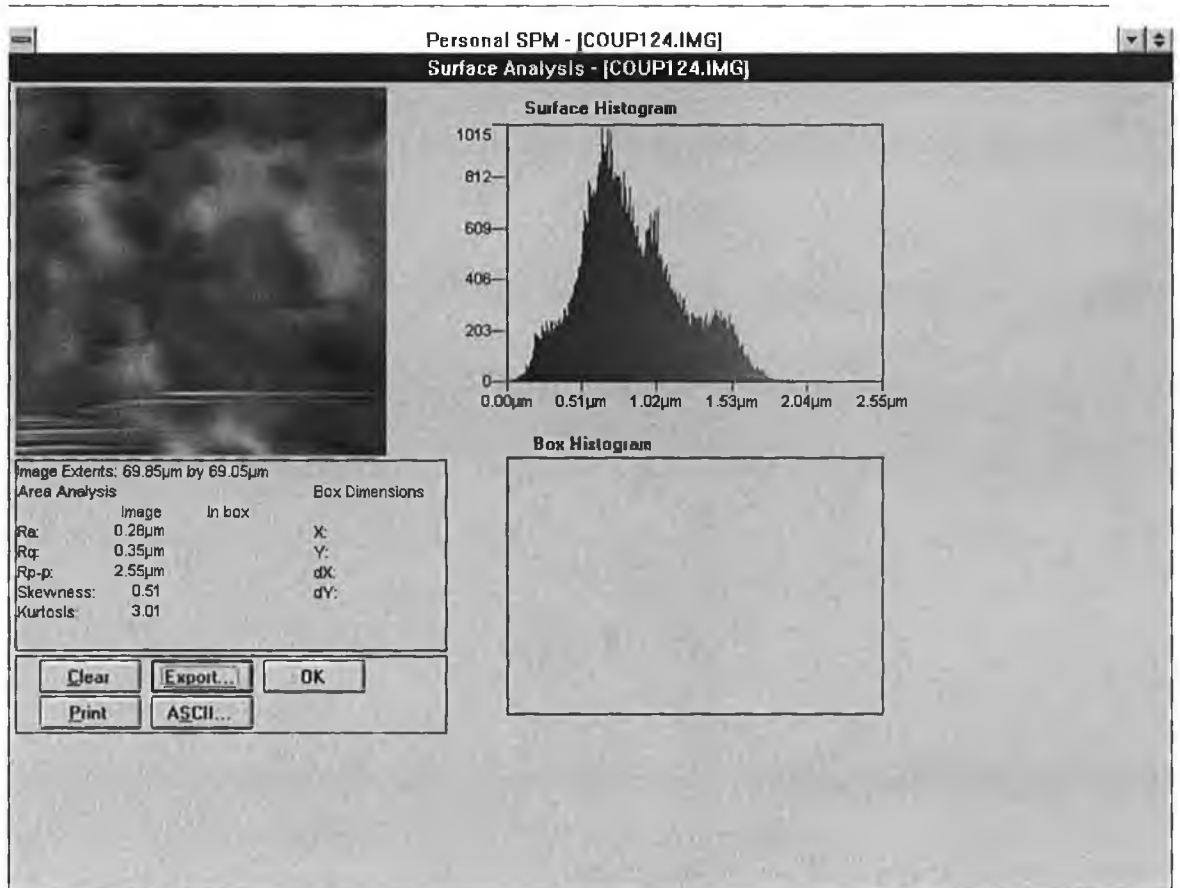 Personal SPM - [COUP124.IMG]
Surface Analysis - [COUP124.IMG]
Surface Histogram
1015
812
609
406
203
0
0.00µm 0.51µm 1.02µm 1.53µm 2.04µm 2.55µm
Box Histogram
Image Extents: 69.85µm by 69.05µm
Area Analysis Box Dimensions
Image In box
Ra: 0.28µm X:
Rq: 0.35µm Y:
Rp-p: 2.55µm dX:
Skewness: 0.51 dY:
Kurtosis: 3.01
Clear Export... OK
Print ASCII...